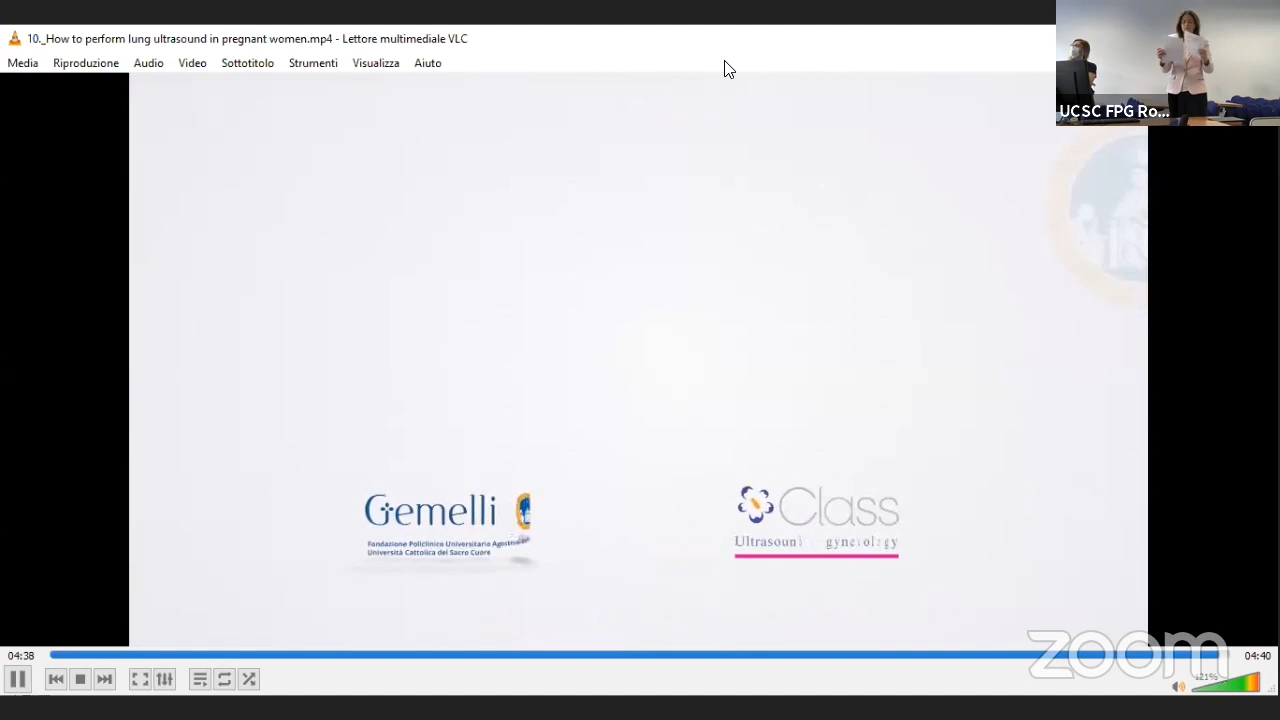 10._How to perform lung ultrasound in pregnant women.mp4 - Lettore multimediale VLC
Media Riproduzione Audio Video Sottotitolo Strumenti Visualizza Aiuto
UCSC FPG Ro...
Gemelli
Fondazione Policlinico Universitario
Università Cattolica del Sacro Cuore
Class
gynecology
zoom
04:38
04:40
121%